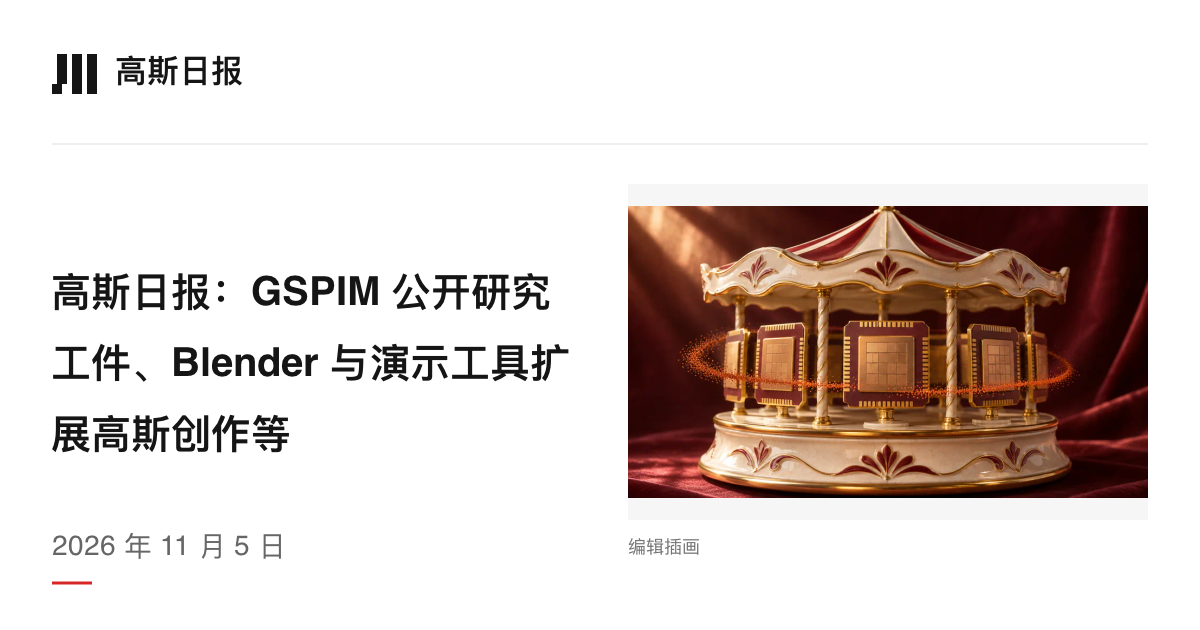 高斯日报
高斯日报：GSPIM 公开研究
工件、Blender 与演示工具扩
展高斯创作等
2026 年 11 月 5 日
编辑插画